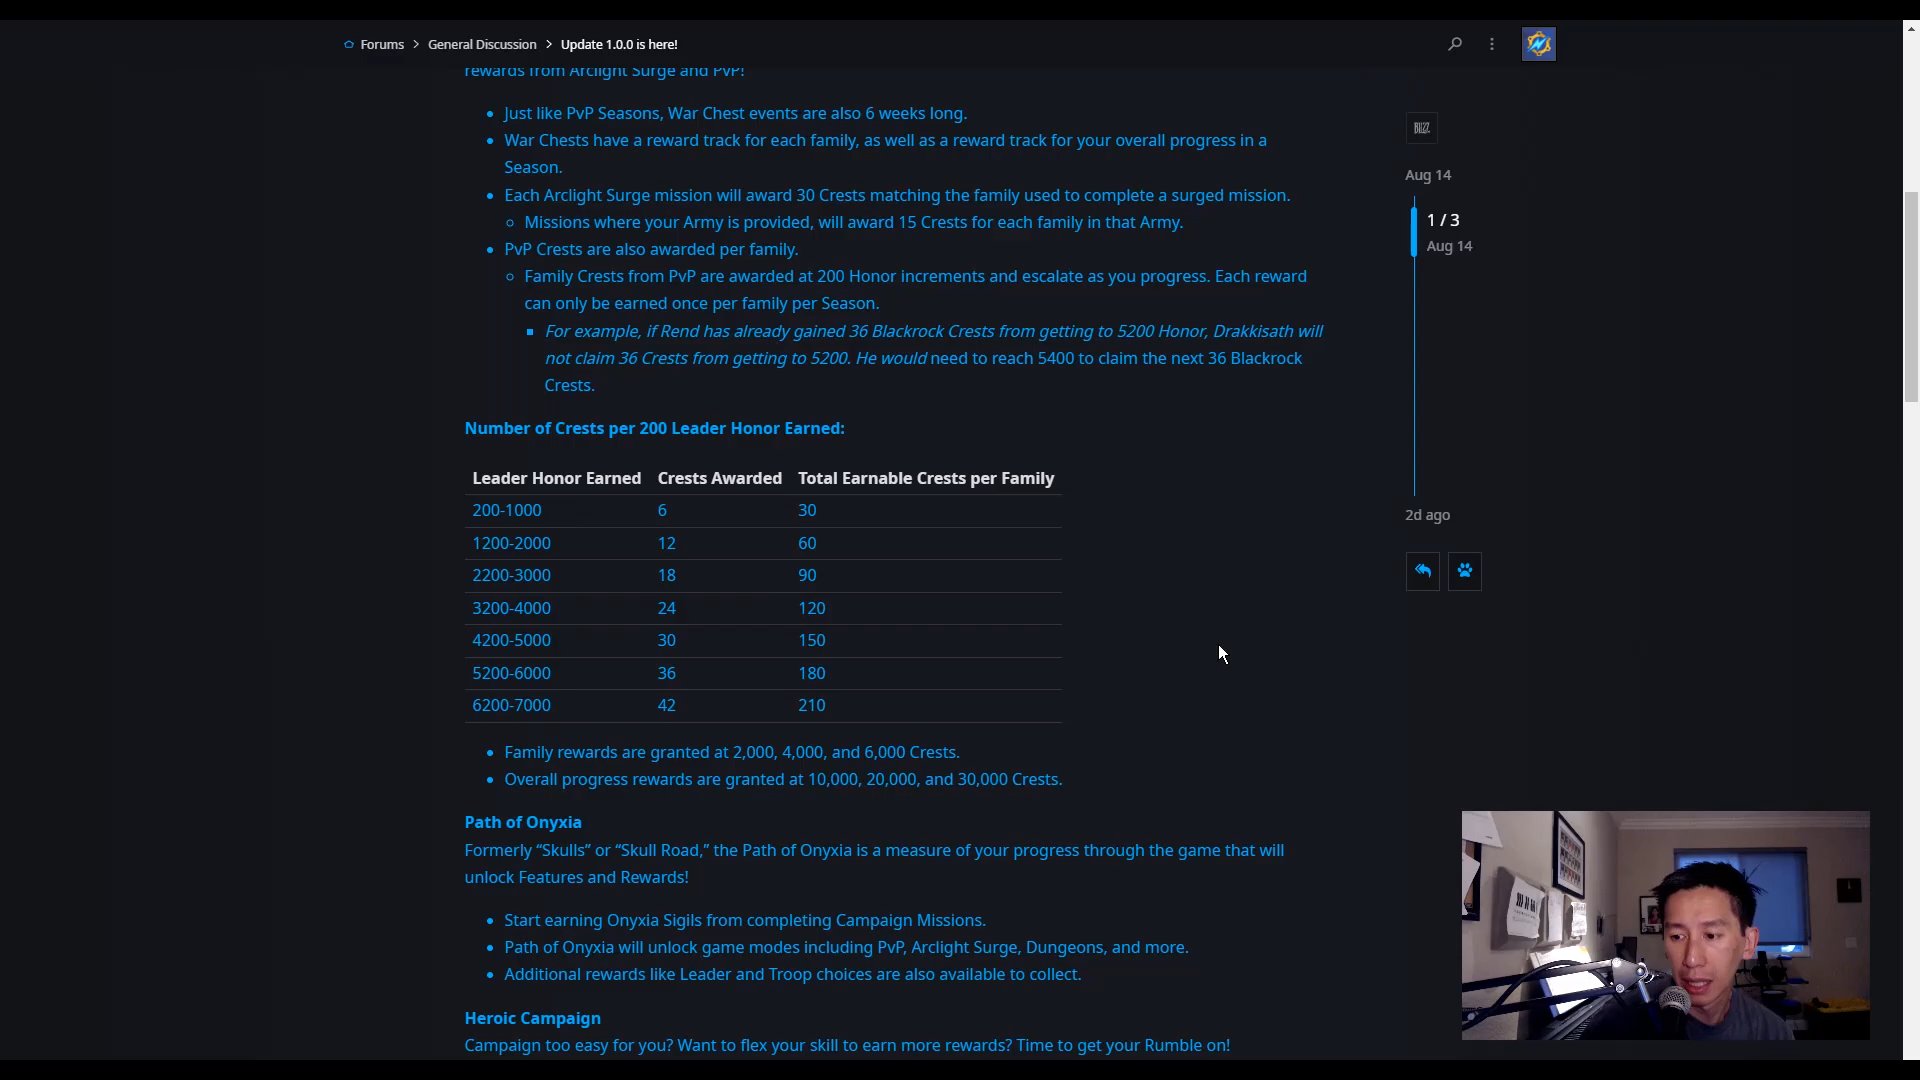 Forums > General Discussion > Update 1.0.0 is here!
rewards from Arclight Surge and PvP!
Just like PvP Seasons, War Chest events are also 6 weeks long.
War Chests have a reward track for each family, as well as a reward track for your overall progress in a
Season.
Each Arclight Surge mission will award 30 Crests matching the family used to complete a surged mission.
Missions where your Army is provided, will award 15 Crests for each family in that Army.
PvP Crests are also awarded per family.
Family Crests from PvP are awarded at 200 Honor increments and escalate as you progress. Each reward
can only be earned once per family per Season.
For example, if Rend has already gained 36 Blackrock Crests from getting to 5200 Honor, Drakkisath will
not claim 36 Crests from getting to 5200. He would need to reach 5400 to claim the next 36 Blackrock
Crests.
Number of Crests per 200 Leader Honor Earned:
Leader Honor Earned Crests Awarded Total Earnable Crests per Family
200-1000 6 30
1200-2000 12 60
2200-3000 18 90
3200-4000 24 120
4200-5000 30 150
5200-6000 36 180
6200-7000 42 210
Family rewards are granted at 2,000, 4,000, and 6,000 Crests.
Overall progress rewards are granted at 10,000, 20,000, and 30,000 Crests.
Path of Onyxia
Formerly “Skulls” or “Skull Road,” the Path of Onyxia is a measure of your progress through the game that will
unlock Features and Rewards!
Start earning Onyxia Sigils from completing Campaign Missions.
Path of Onyxia will unlock game modes including PvP, Arclight Surge, Dungeons, and more.
Additional rewards like Leader and Troop choices are also available to collect.
Heroic Campaign
Campaign too easy for you? Want to flex your skill to earn more rewards? Time to get your Rumble on!
BLIZZ
Aug 14
1 / 3
Aug 14
2d ago